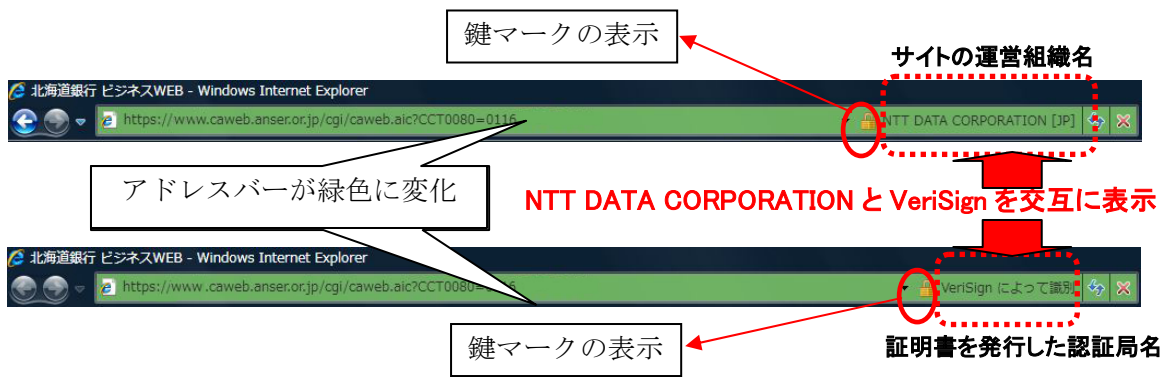 鍵マークの表示
サイトの運営組織名
北海道銀行 ビジネスWEB - Windows Internet Explorer
https://www.caweb.anser.or.jp/cgi/caweb.aic?CCT0080=0116
NTT DATA CORPORATION [JP]
アドレスバーが緑色に変化
NTT DATA CORPORATION と VeriSign を交互に表示
北海道銀行 ビジネスWEB - Windows Internet Explorer
https://www.caweb.anser.or.jp/cgi/caweb.aic?CCT0080=0116
VeriSign によって識別
鍵マークの表示
証明書を発行した認証局名